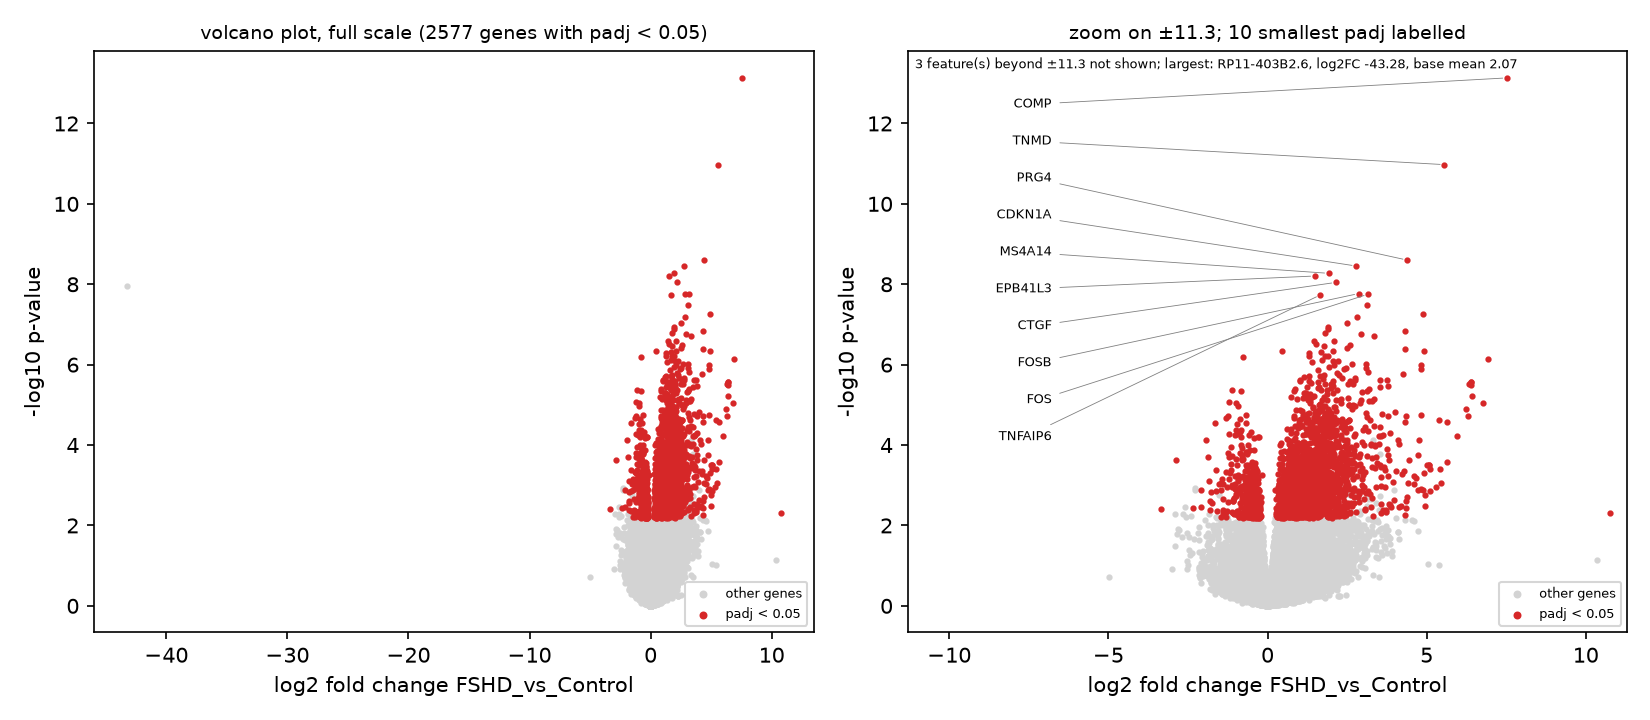 volcano plot, full scale (2577 genes with padj < 0.05)
-log10 p-value
12
10
8
6
4
2
0
−40
−30
−20
−10
0
10
log2 fold change FSHD_vs_Control
other genes
padj < 0.05
zoom on ±11.3; 10 smallest padj labelled
3 feature(s) beyond ±11.3 not shown; largest: RP11-403B2.6, log2FC -43.28, base mean 2.07
COMP
TNMD
PRG4
CDKN1A
MS4A14
EPB41L3
CTGF
FOSB
FOS
TNFAIP6
-log10 p-value
12
10
8
6
4
2
0
−10
−5
0
5
10
log2 fold change FSHD_vs_Control
other genes
padj < 0.05